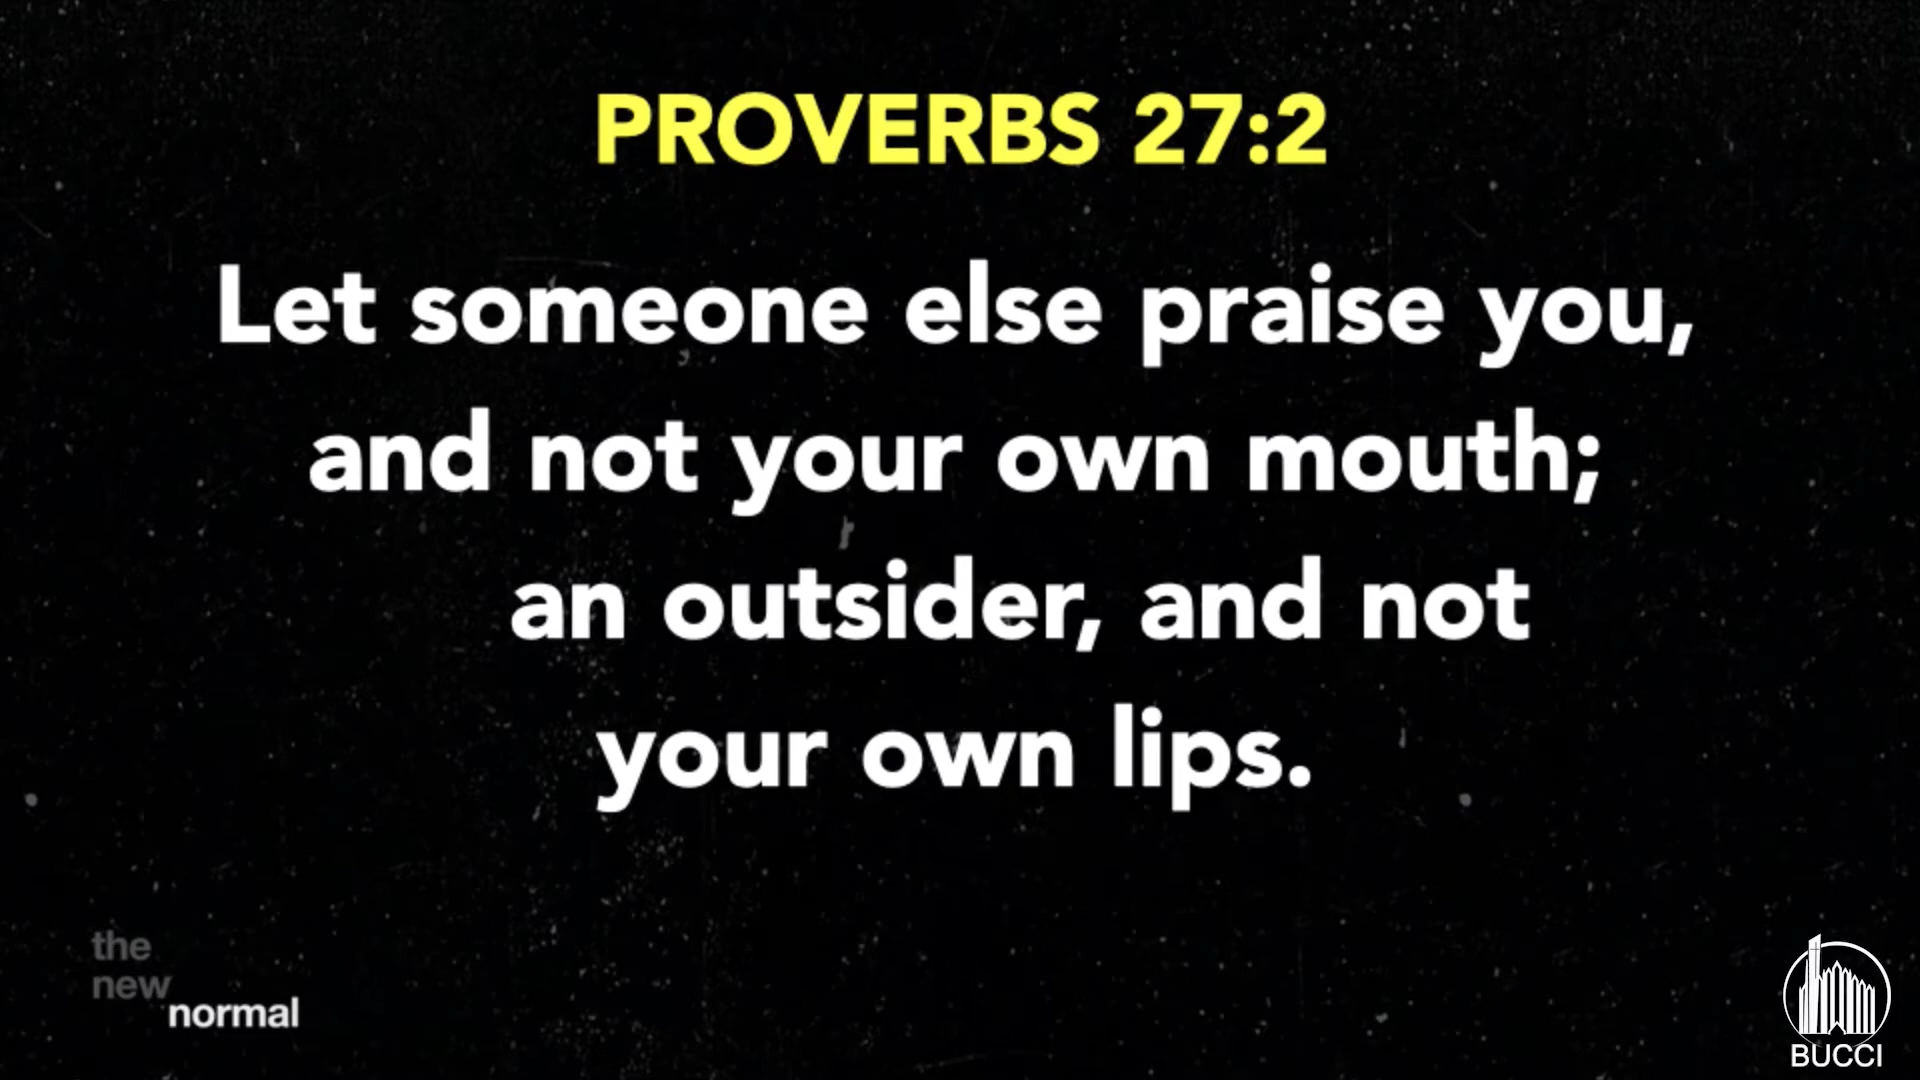 PROVERBS 27:2
Let someone else praise you,
and not your own mouth;
an outsider, and not
your own lips.
the
new
normal
BUCCI